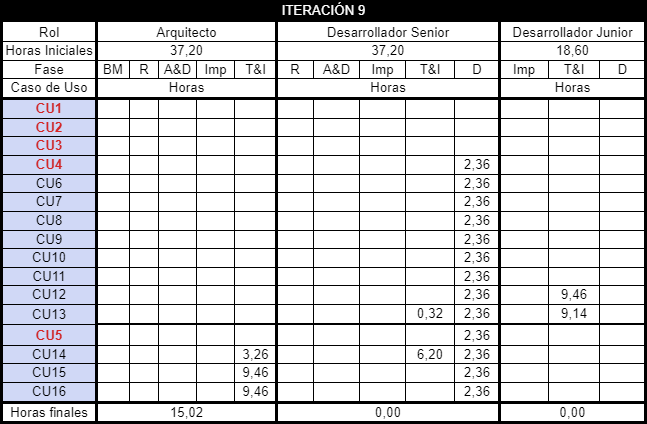 ITERACIÓN 9
Rol Arquitecto Desarrollador Senior Desarrollador Junior
Horas Iniciales 37,20 37,20 18,60
Fase BM R A&D Imp T&I R A&D Imp T&I D Imp T&I D
Caso de Uso Horas Horas Horas
CU1
CU2
CU3
CU4 2,36
CU6 2,36
CU7 2,36
CU8 2,36
CU9 2,36
CU10 2,36
CU11 2,36
CU12 2,36 9,46
CU13 0,32 2,36 9,14
CU5 2,36
CU14 3,26 6,20 2,36
CU15 9,46 2,36
CU16 9,46 2,36
Horas finales 15,02 0,00 0,00